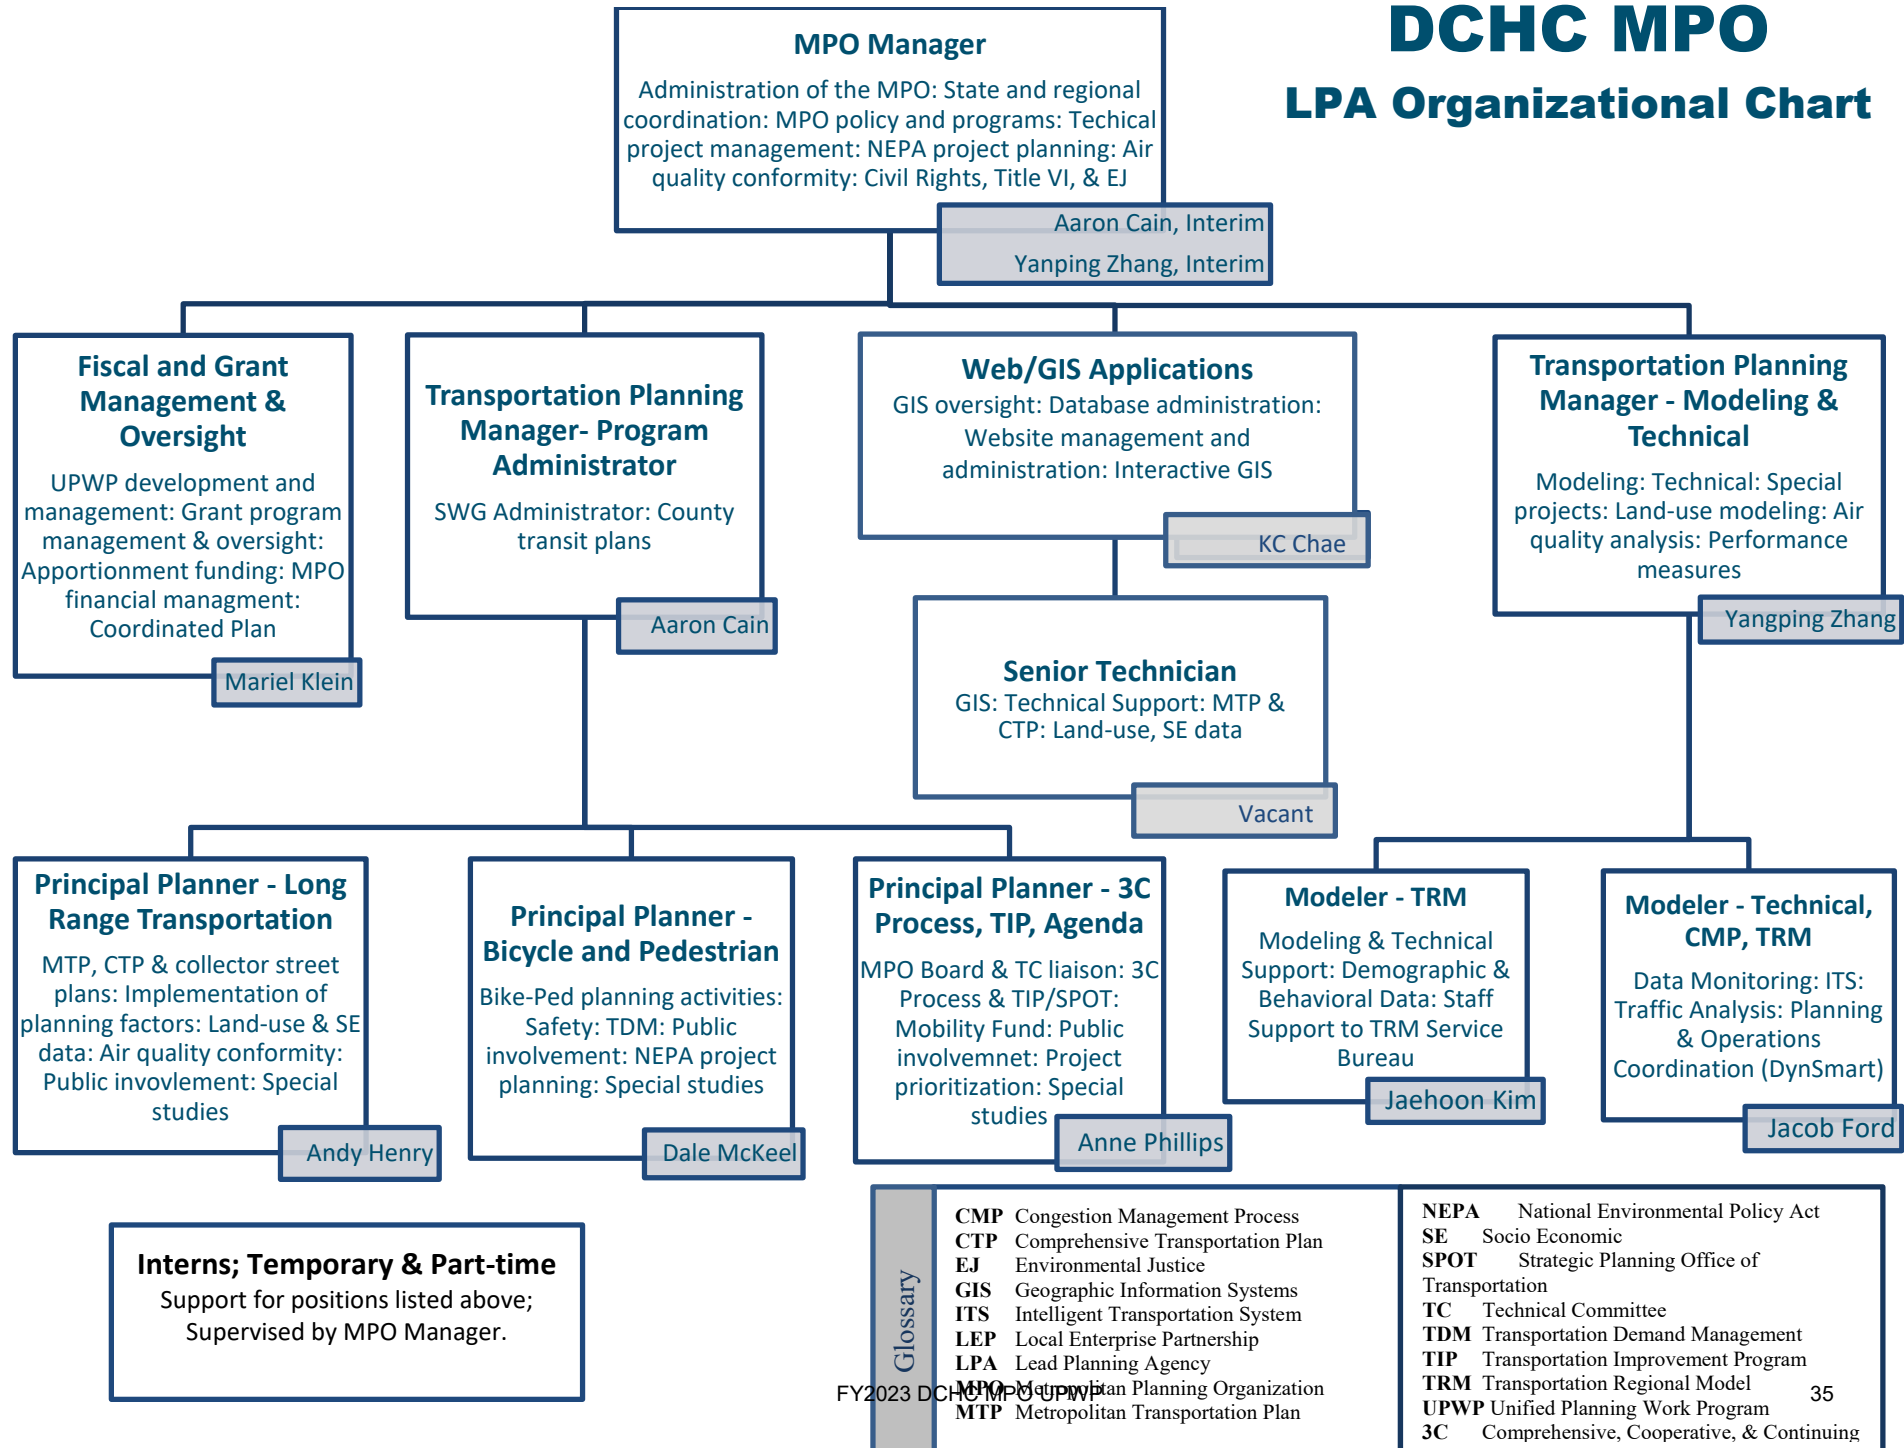 DCHC MPO
LPA Organizational Chart
MPO Manager
Administration of the MPO: State and regional
coordination: MPO policy and programs: Techical
project management: NEPA project planning: Air
quality conformity: Civil Rights, Title VI, & EJ
Aaron Cain, Interim
Yanping Zhang, Interim
Fiscal and Grant
Management &
Oversight
UPWP development and
management: Grant program
management & oversight:
Apportionment funding: MPO
financial managment:
Coordinated Plan
Mariel Klein
Transportation Planning
Manager- Program
Administrator
SWG Administrator: County
transit plans
Aaron Cain
Web/GIS Applications
GIS oversight: Database administration:
Website management and
administration: Interactive GIS
KC Chae
Senior Technician
GIS: Technical Support: MTP &
CTP: Land-use, SE data
Vacant
Transportation Planning
Manager - Modeling &
Technical
Modeling: Technical: Special
projects: Land-use modeling: Air
quality analysis: Performance
measures
Yangping Zhang
Principal Planner - Long
Range Transportation
MTP, CTP & collector street
plans: Implementation of
planning factors: Land-use & SE
data: Air quality conformity:
Public invovlement: Special
studies
Andy Henry
Principal Planner -
Bicycle and Pedestrian
Bike-Ped planning activities:
Safety: TDM: Public
involvement: NEPA project
planning: Special studies
Dale McKeel
Principal Planner - 3C
Process, TIP, Agenda
MPO Board & TC liaison: 3C
Process & TIP/SPOT:
Mobility Fund: Public
involvemnet: Project
prioritization: Special
studies
Anne Phillips
Modeler - TRM
Modeling & Technical
Support: Demographic &
Behavioral Data: Staff
Support to TRM Service
Bureau
Jaehoon Kim
Modeler - Technical,
CMP, TRM
Data Monitoring: ITS:
Traffic Analysis: Planning
& Operations
Coordination (DynSmart)
Jacob Ford
Interns; Temporary & Part-time
Support for positions listed above;
Supervised by MPO Manager.
Glossary
CMP Congestion Management Process
CTP Comprehensive Transportation Plan
EJ Environmental Justice
GIS Geographic Information Systems
ITS Intelligent Transportation System
LEP Local Enterprise Partnership
LPA Lead Planning Agency
MPO Metropolitan Planning Organization
MTP Metropolitan Transportation Plan
NEPA National Environmental Policy Act
SE Socio Economic
SPOT Strategic Planning Office of
Transportation
TC Technical Committee
TDM Transportation Demand Management
TIP Transportation Improvement Program
TRM Transportation Regional Model
UPWP Unified Planning Work Program
3C Comprehensive, Cooperative, & Continuing
FY2023 DCHC MPO UPWP
35